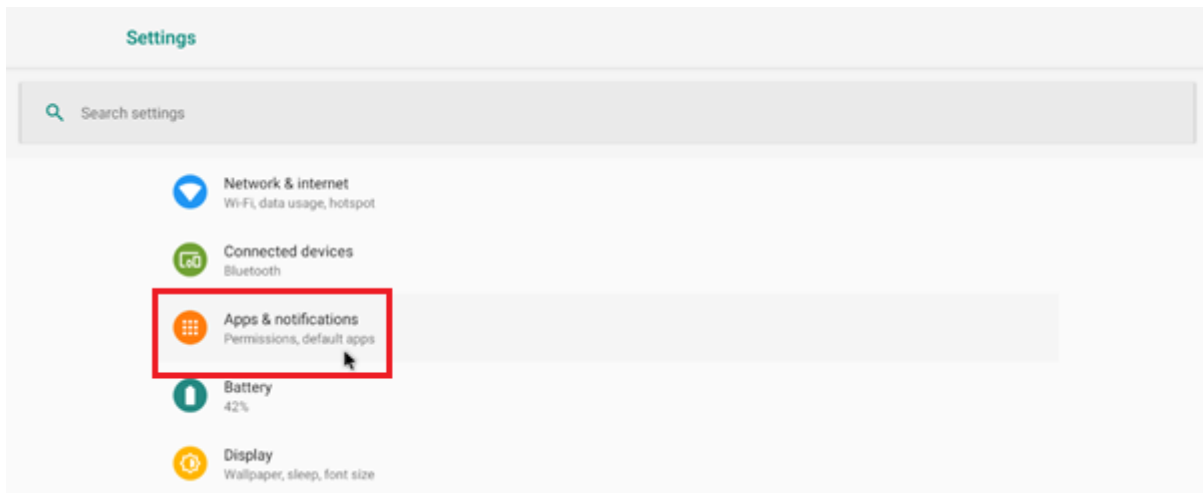 Settings
Search settings
Network & internet
Wi-Fi, data usage, hotspot
Connected devices
Bluetooth
Apps & notifications
Permissions, default apps
Battery
42%
Display
Wallpaper, sleep, font size